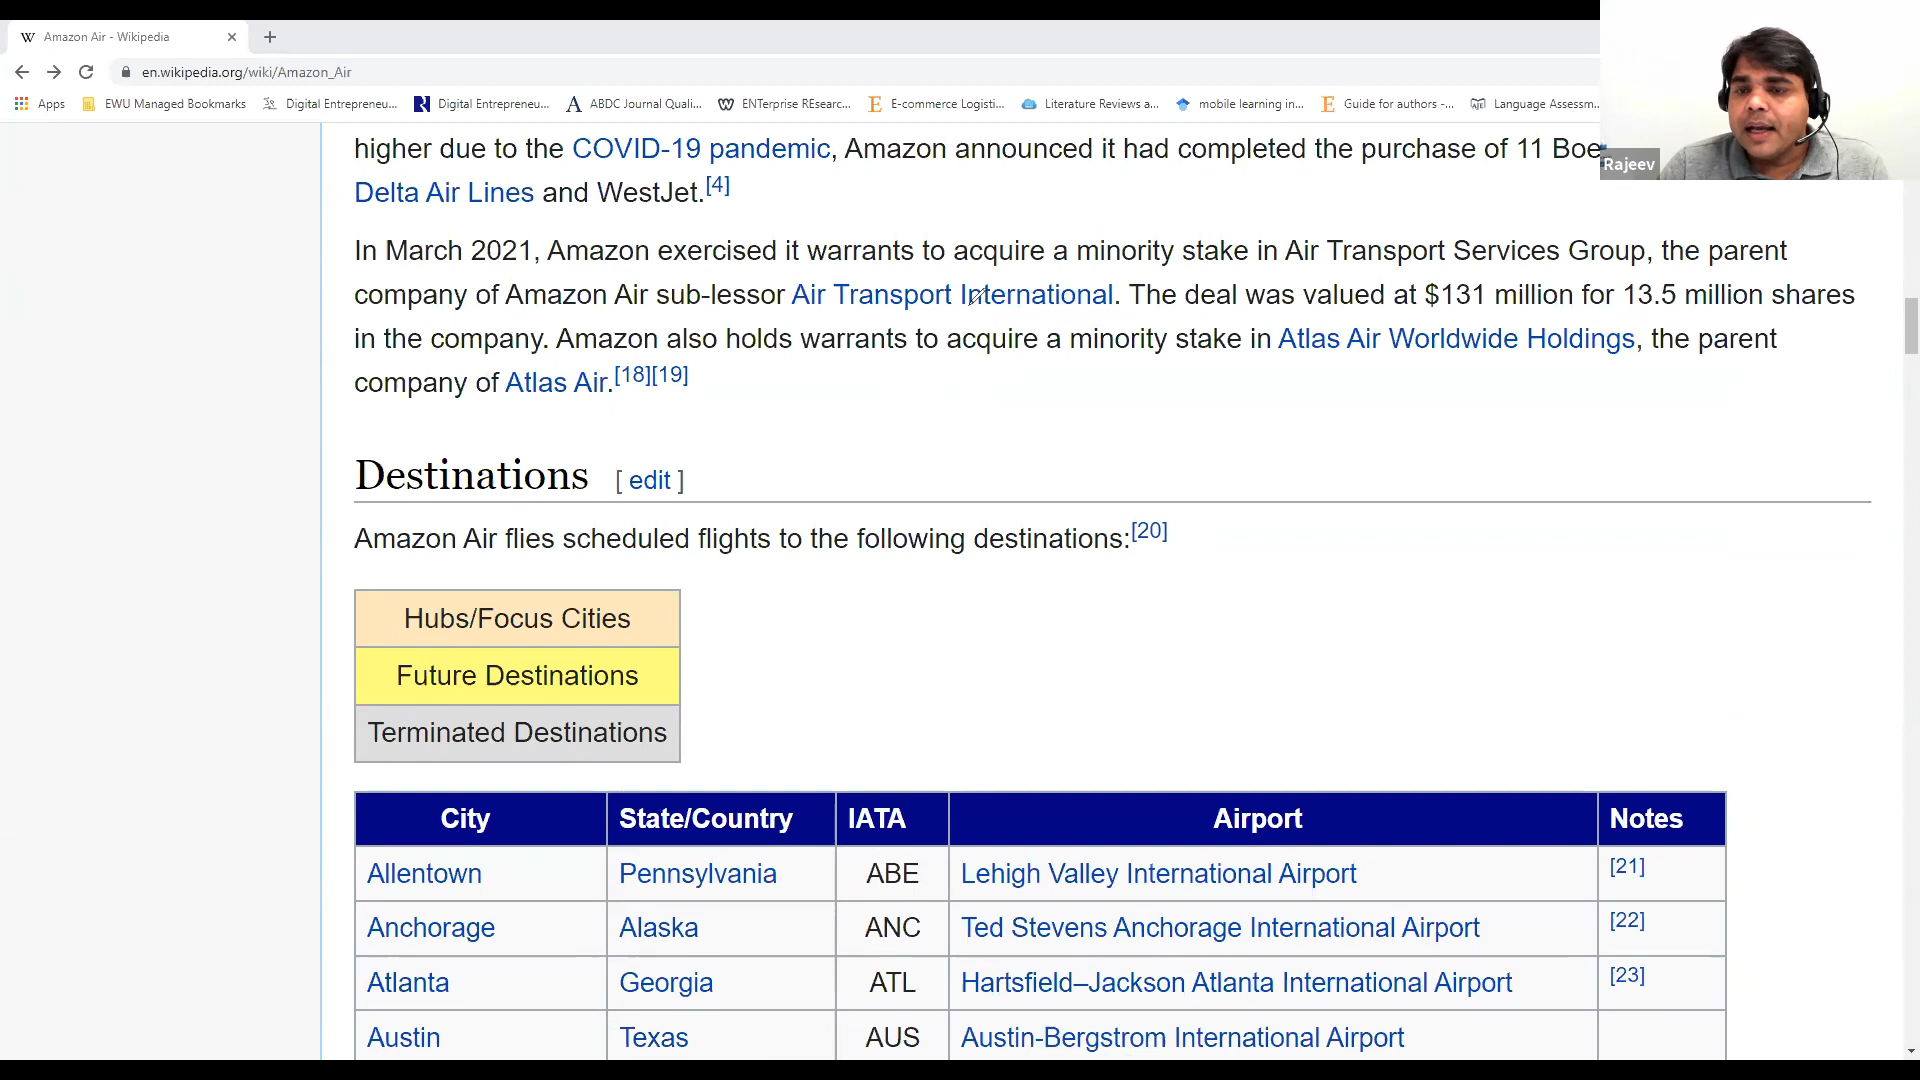 Amazon Air - Wikipedia
en.wikipedia.org/wiki/Amazon_Air
Apps EWU Managed Bookmarks Digital Entrepreneu... Digital Entrepreneu... ABDC Journal Quali... ENTerprise REsearc... E-commerce Logisti... Literature Reviews a... mobile learning in... Guide for authors -... Language Assessm...
Rajeev
higher due to the COVID-19 pandemic, Amazon announced it had completed the purchase of 11 Boe
Delta Air Lines and WestJet.[4]
In March 2021, Amazon exercised it warrants to acquire a minority stake in Air Transport Services Group, the parent
company of Amazon Air sub-lessor Air Transport International. The deal was valued at $131 million for 13.5 million shares
in the company. Amazon also holds warrants to acquire a minority stake in Atlas Air Worldwide Holdings, the parent
company of Atlas Air.[18][19]
Destinations [ edit ]
Amazon Air flies scheduled flights to the following destinations:[20]
Hubs/Focus Cities
Future Destinations
Terminated Destinations
City State/Country IATA Airport Notes
Allentown Pennsylvania ABE Lehigh Valley International Airport [21]
Anchorage Alaska ANC Ted Stevens Anchorage International Airport [22]
Atlanta Georgia ATL Hartsfield–Jackson Atlanta International Airport [23]
Austin Texas AUS Austin-Bergstrom International Airport